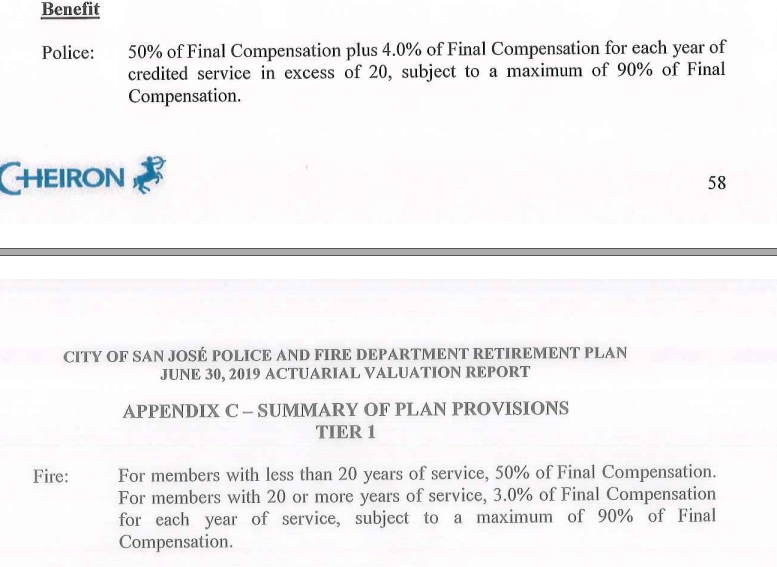 Benefit
Police: 50% of Final Compensation plus 4.0% of Final Compensation for each year of
credited service in excess of 20, subject to a maximum of 90% of Final
Compensation.
CHEIRON
58
CITY OF SAN JOSÉ POLICE AND FIRE DEPARTMENT RETIREMENT PLAN
JUNE 30, 2019 ACTUARIAL VALUATION REPORT
APPENDIX C – SUMMARY OF PLAN PROVISIONS
TIER 1
Fire: For members with less than 20 years of service, 50% of Final Compensation.
For members with 20 or more years of service, 3.0% of Final Compensation
for each year of service, subject to a maximum of 90% of Final
Compensation.